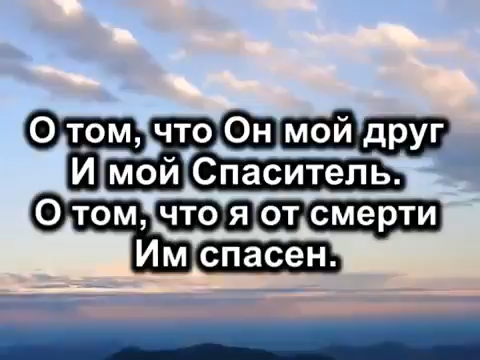 О том, что Он мой друг
И мой Спаситель.
О том, что я от смерти
Им спасен.